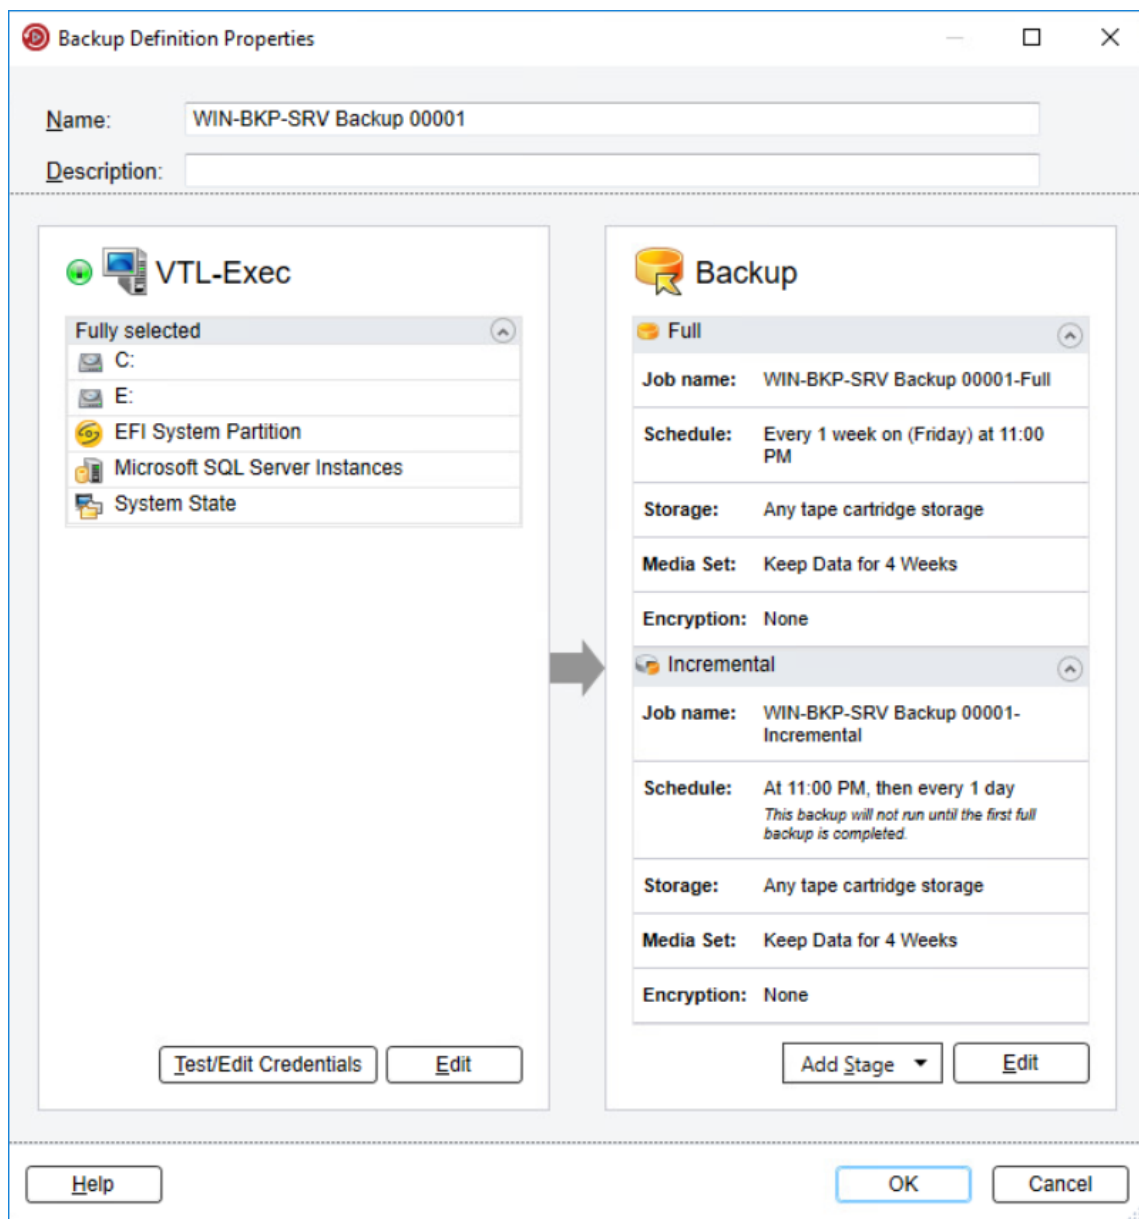 Backup Definition Properties
Name: WIN-BKP-SRV Backup 00001
Description:
VTL-Exec
Fully selected
C:
E:
EFI System Partition
Microsoft SQL Server Instances
System State
Test/Edit Credentials Edit
Backup
Full
Job name: WIN-BKP-SRV Backup 00001-Full
Schedule: Every 1 week on (Friday) at 11:00
PM
Storage: Any tape cartridge storage
Media Set: Keep Data for 4 Weeks
Encryption: None
Incremental
Job name: WIN-BKP-SRV Backup 00001-
Incremental
Schedule: At 11:00 PM, then every 1 day
This backup will not run until the first full
backup is completed.
Storage: Any tape cartridge storage
Media Set: Keep Data for 4 Weeks
Encryption: None
Add Stage Edit
Help OK Cancel